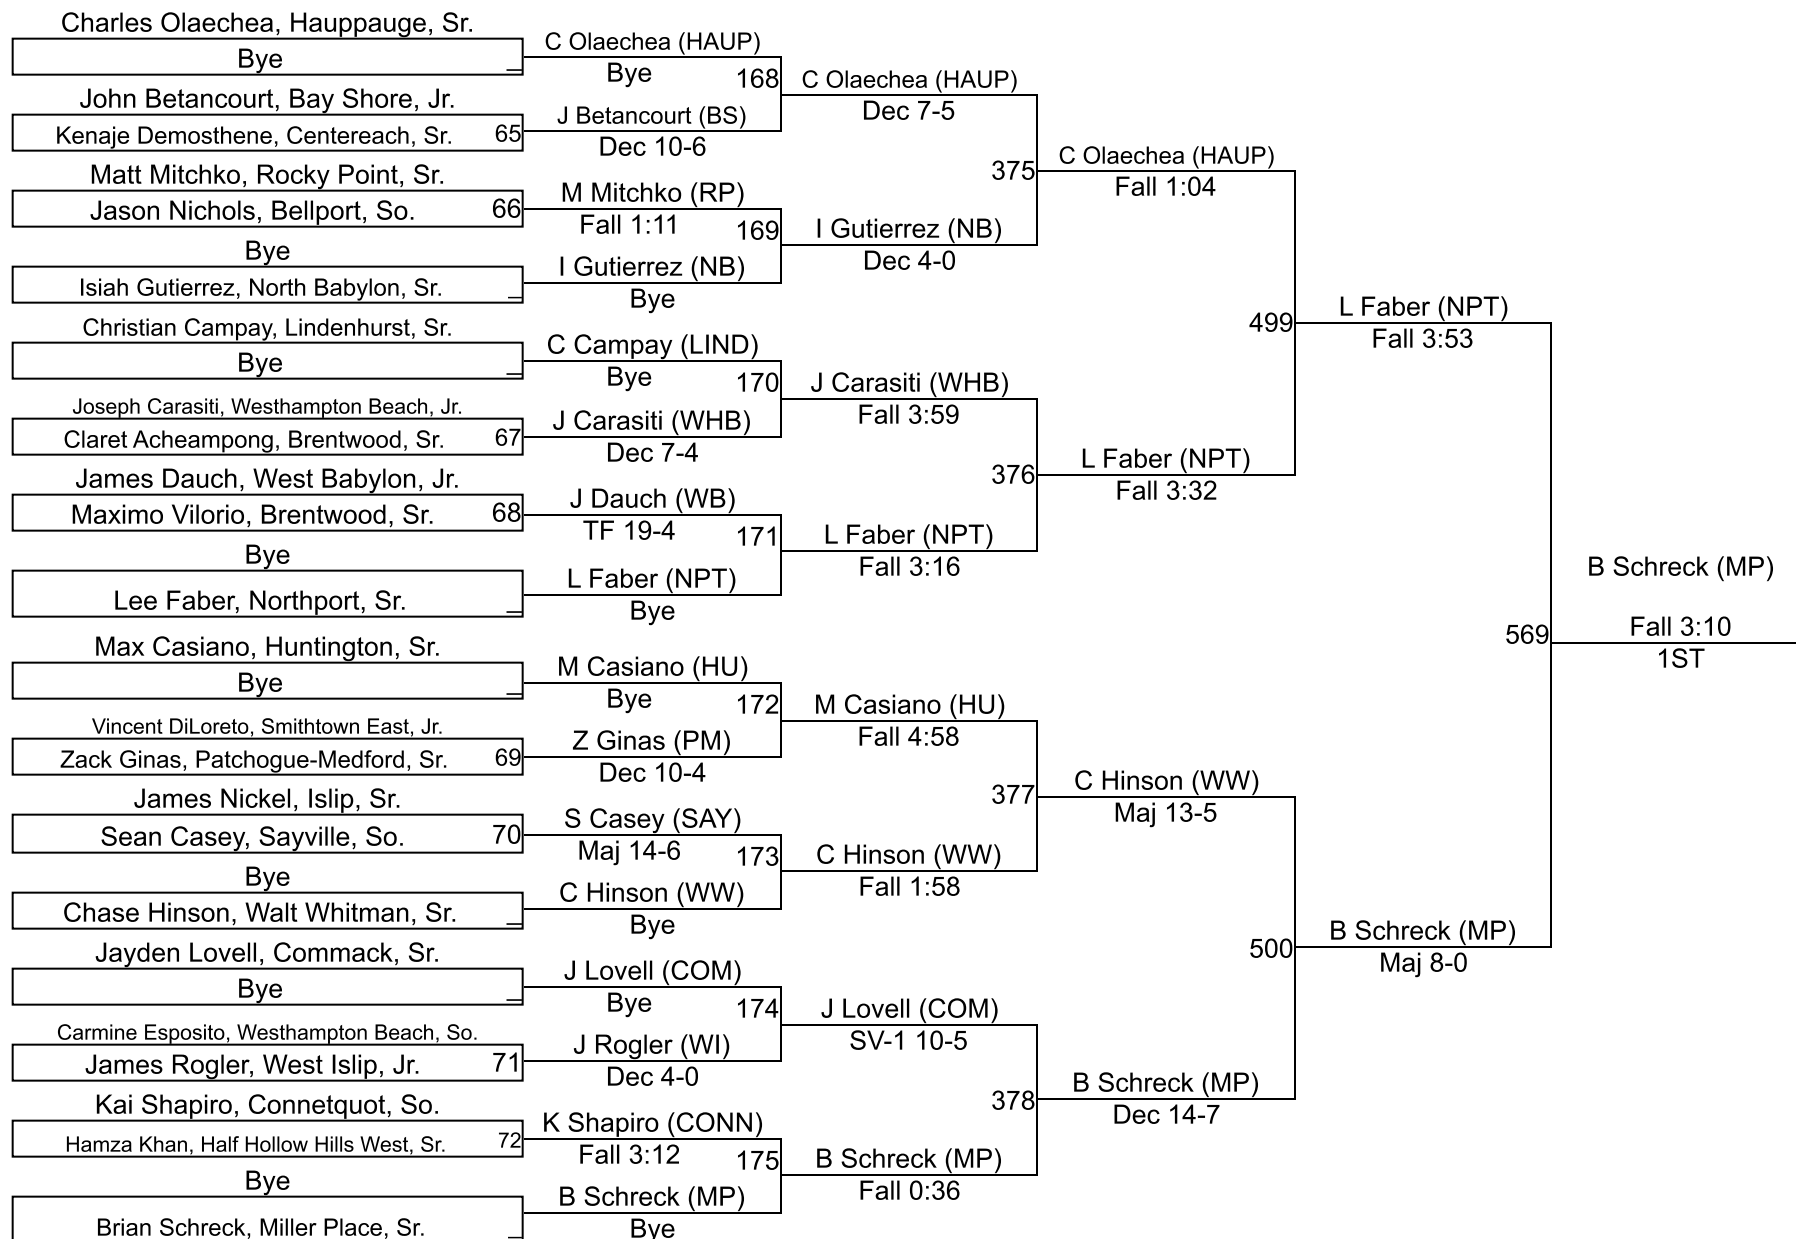 Charles Olaechea, Hauppauge, Sr.
Bye _
C Olaechea (HAUP)
Bye
168
John Betancourt, Bay Shore, Jr.
Kenaje Demosthene, Centereach, Sr. 65
J Betancourt (BS)
Dec 10-6
C Olaechea (HAUP)
Dec 7-5
Matt Mitchko, Rocky Point, Sr.
Jason Nichols, Bellport, So. 66
M Mitchko (RP)
Fall 1:11
169
Bye
Isiah Gutierrez, North Babylon, Sr. _
I Gutierrez (NB)
Bye
I Gutierrez (NB)
Dec 4-0
375
C Olaechea (HAUP)
Fall 1:04
Christian Campay, Lindenhurst, Sr.
Bye _
C Campay (LIND)
Bye
170
Joseph Carasiti, Westhampton Beach, Jr.
Claret Acheampong, Brentwood, Sr. 67
J Carasiti (WHB)
Dec 7-4
J Carasiti (WHB)
Fall 3:59
James Dauch, West Babylon, Jr.
Maximo Vilorio, Brentwood, Sr. 68
J Dauch (WB)
TF 19-4
171
Bye
Lee Faber, Northport, Sr. _
L Faber (NPT)
Bye
L Faber (NPT)
Fall 3:16
376
L Faber (NPT)
Fall 3:32
499
L Faber (NPT)
Fall 3:53
Max Casiano, Huntington, Sr.
Bye _
M Casiano (HU)
Bye
172
Vincent DiLoreto, Smithtown East, Jr.
Zack Ginas, Patchogue-Medford, Sr. 69
Z Ginas (PM)
Dec 10-4
M Casiano (HU)
Fall 4:58
James Nickel, Islip, Sr.
Sean Casey, Sayville, So. 70
S Casey (SAY)
Maj 14-6
173
Bye
Chase Hinson, Walt Whitman, Sr. _
C Hinson (WW)
Bye
C Hinson (WW)
Fall 1:58
377
C Hinson (WW)
Maj 13-5
Jayden Lovell, Commack, Sr.
Bye _
J Lovell (COM)
Bye
174
Carmine Esposito, Westhampton Beach, So.
James Rogler, West Islip, Jr. 71
J Rogler (WI)
Dec 4-0
J Lovell (COM)
SV-1 10-5
Kai Shapiro, Connetquot, So.
Hamza Khan, Half Hollow Hills West, Sr. 72
K Shapiro (CONN)
Fall 3:12
175
Bye
Brian Schreck, Miller Place, Sr. _
B Schreck (MP)
Bye
B Schreck (MP)
Fall 0:36
378
B Schreck (MP)
Dec 14-7
500
B Schreck (MP)
Maj 8-0
569
B Schreck (MP)
Fall 3:10
1ST